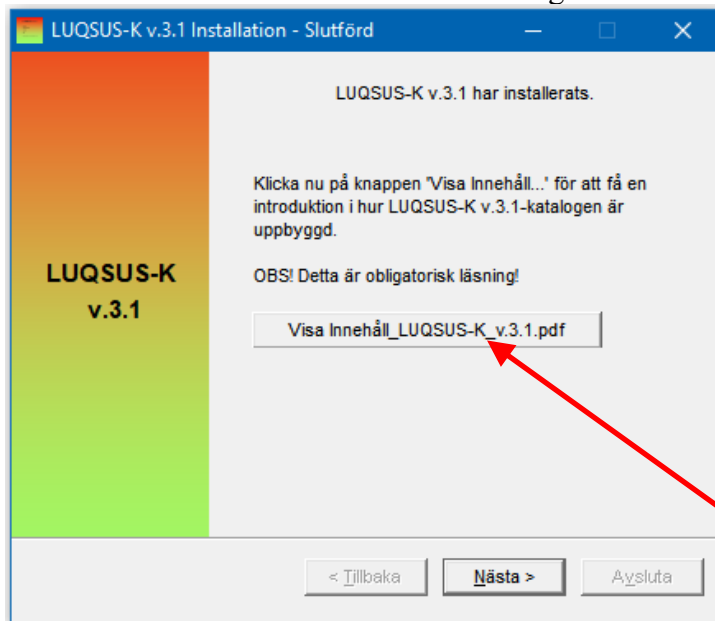 LUQSUS-K v.3.1 Installation - Slutförd
LUQSUS-K v.3.1 har installerats.
Klicka nu på knappen 'Visa Innehåll...' för att få en
introduktion i hur LUQSUS-K v.3.1-katalogen är
uppbyggd.
LUQSUS-K
v.3.1
OBS! Detta är obligatorisk läsning!
Visa Innehåll_LUQSUS-K_v.3.1.pdf
< Tillbaka
Nästa >
Avsluta